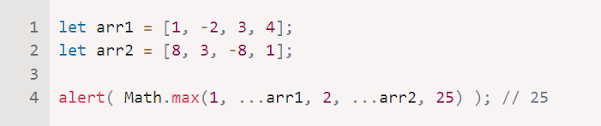 1 let arr1 = [1, -2, 3, 4];
2 let arr2 = [8, 3, -8, 1];
3
4 alert( Math.max(1, ...arr1, 2, ...arr2, 25) ); // 25